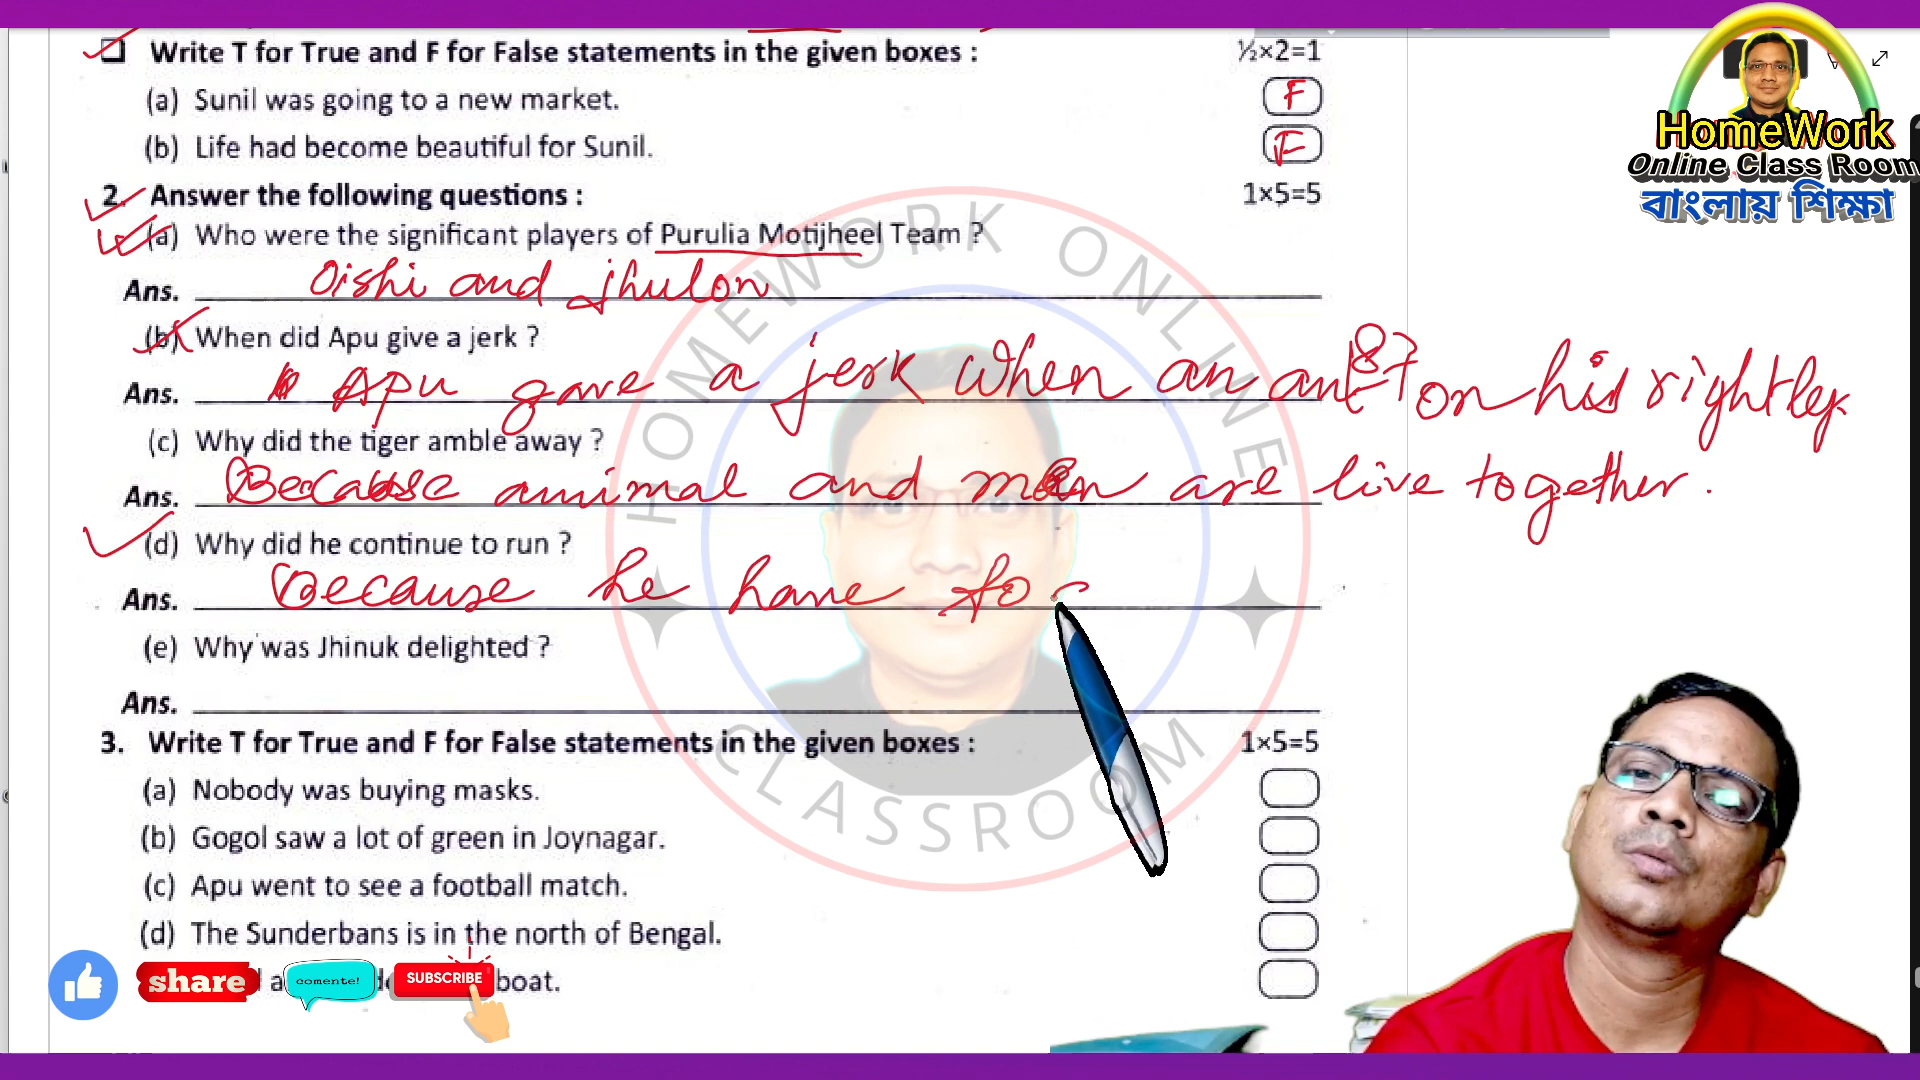 Write T for True and F for False statements in the given boxes : ½×2=1
(a) Sunil was going to a new market. F
(b) Life had become beautiful for Sunil. F
HomeWork
Online Class Room
বাংলায় শিক্ষা
2. Answer the following questions : 1×5=5
(a) Who were the significant players of Purulia Motijheel Team ?
Ans. Oishi and jhulon
(b) When did Apu give a jerk ?
Ans. Apu gave a jerk when an on his right leg
(c) Why did the tiger amble away ?
Ans. Because animal and men are live together.
(d) Why did he continue to run ?
Ans. Because he have to
(e) Why was Jhinuk delighted ?
Ans.
3. Write T for True and F for False statements in the given boxes : 1×5=5
(a) Nobody was buying masks.
(b) Gogol saw a lot of green in Joynagar.
(c) Apu went to see a football match.
(d) The Sunderbans is in the north of Bengal.
boat.
share
comente!
SUBSCRIBE
HOMEWORK ONLINE
CLASSROOM